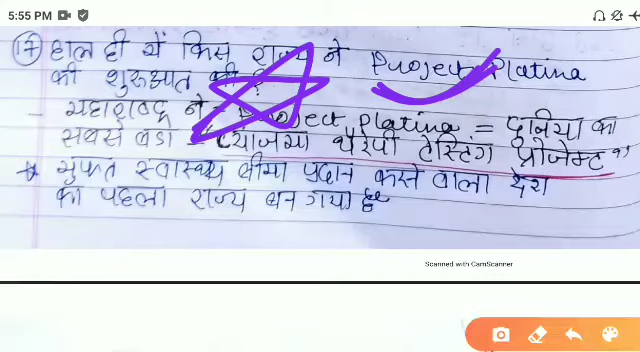 5:55 PM
17 हाल ही में किस राज्य ने Project Platina
की शुरुआत की ?
- महाराष्ट्र ने - Project Platina = दुनिया का
सबसे बडा - "प्लाजमा थैरेपी टेस्टिंग प्रोजेक्ट"
→ मुफ्त स्वास्थ्य बीमा प्रदान करने वाला देश
का पहला राज्य बन गया है
Scanned with CamScanner